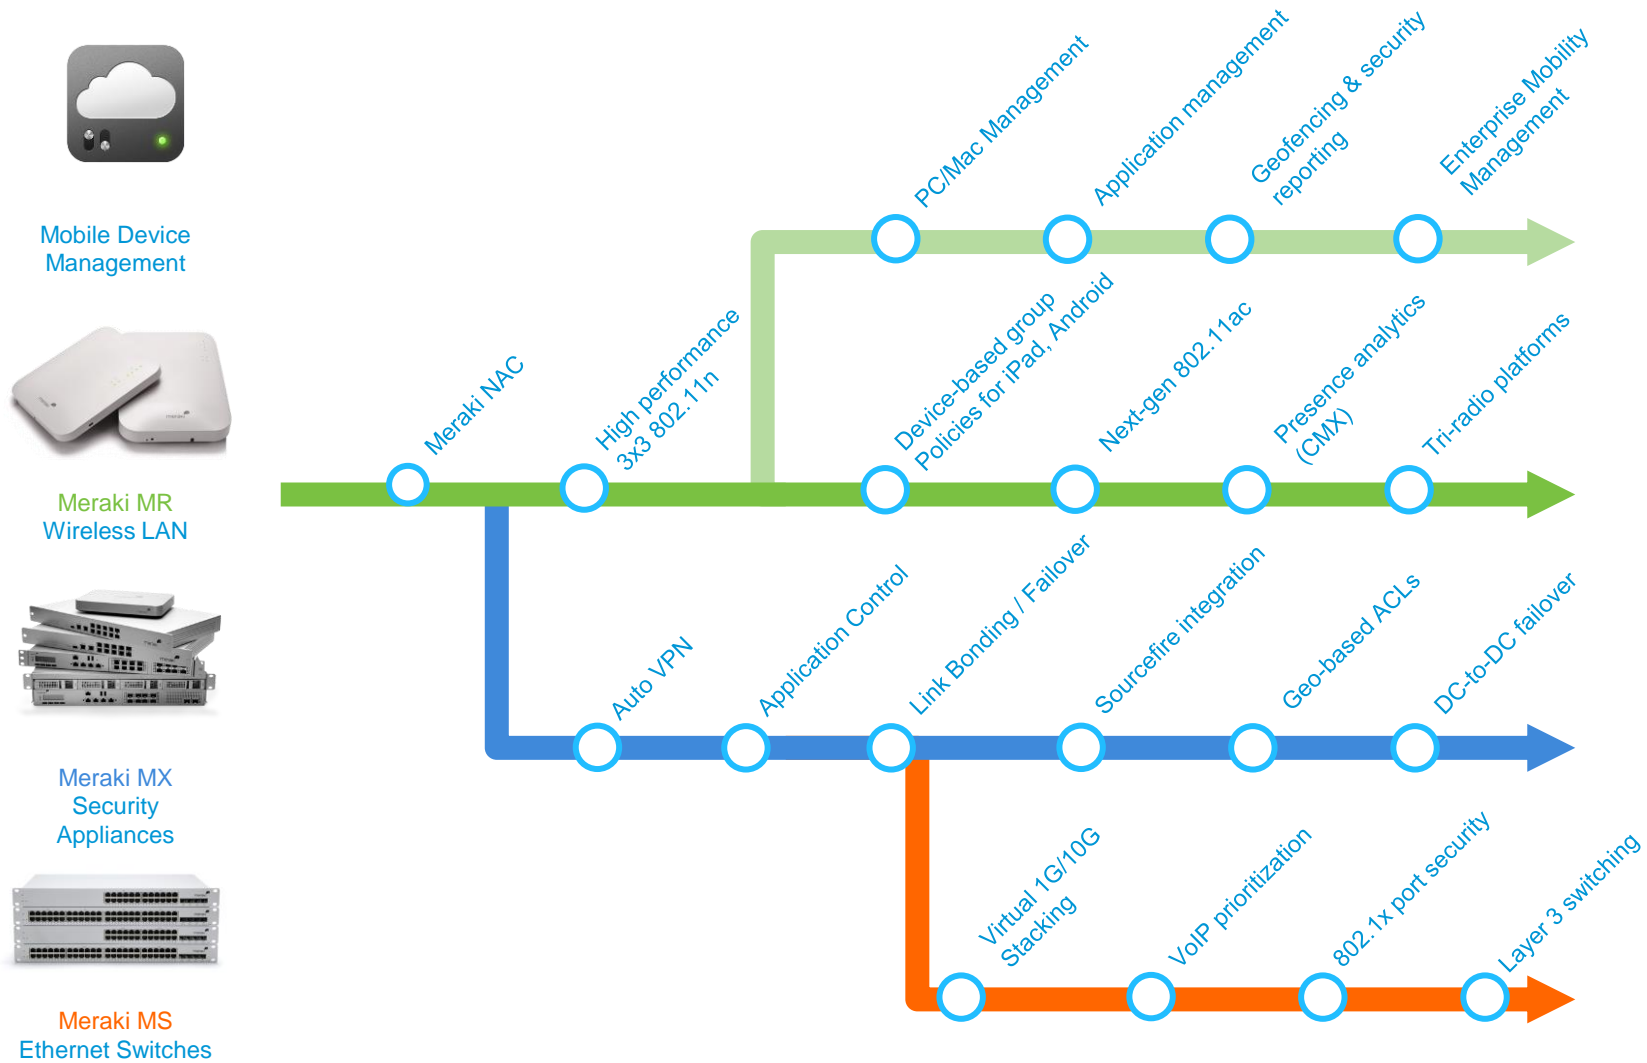 Mobile Device
Management
PC/Mac Management
Application management
Geofencing & security
reporting
Enterprise Mobility
Management
Meraki MR
Wireless LAN
Meraki NAC
High performance
3x3 802.11n
Device-based group
Policies for iPad, Android
Next-gen 802.11ac
Presence analytics
(CMX)
Tri-radio platforms
Meraki MX
Security
Appliances
Auto VPN
Application Control
Link Bonding / Failover
Sourcefire integration
Geo-based ACLs
DC-to-DC failover
Meraki MS
Ethernet Switches
Virtual 1G/10G
Stacking
VoIP prioritization
802.1x port security
Layer 3 switching